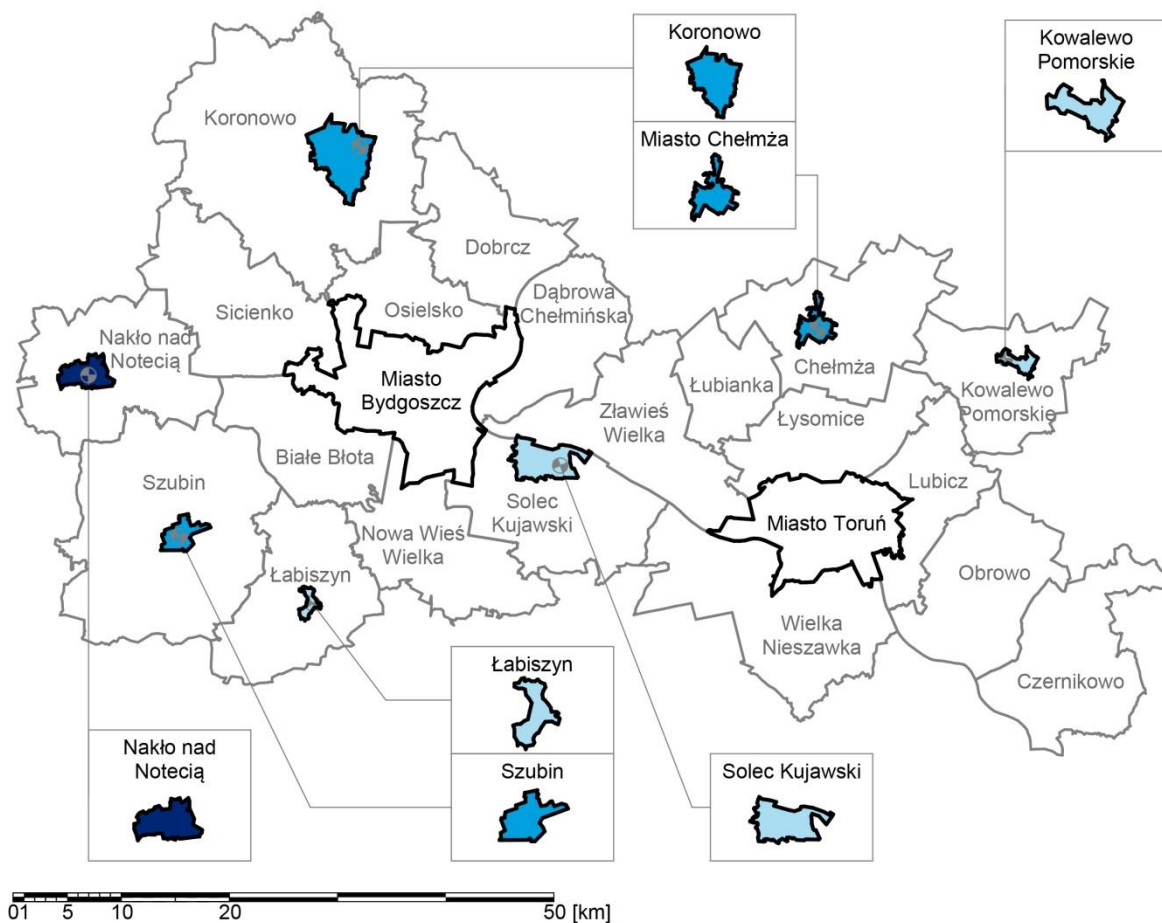 Koronowo
Kowalewo
Pomorskie
Miasto Chełmża
Koronowo
Dobrcz
Sicienko
Osielsko
Dąbrowa
Chełmińska
Nakło nad
Notecią
Miasto
Bydgoszcz
Łubianka
Chełmża
Kowalewo
Pomorskie
Zławieś
Wielka
Łysomice
Białe Błota
Szubin
Solec
Kujawski
Lubicz
Miasto Toruń
Nowa Wieś
Wielka
Łabiszyn
Obrowo
Wielka
Nieszawka
Czernikowo
Łabiszyn
Nakło nad
Notecią
Szubin
Solec Kujawski
01 5 10 20 50 [km]